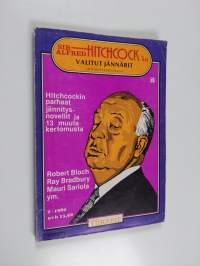 SIR
ALFRED HITCHCOCK'in
VALITUT JÄNNÄRIT
Hitchcockin
parhaat
jännitys-
novellit ja
13 muuta
kertomusta
Robert Bloch
Ray Bradbury
Mauri Sariola
ym.